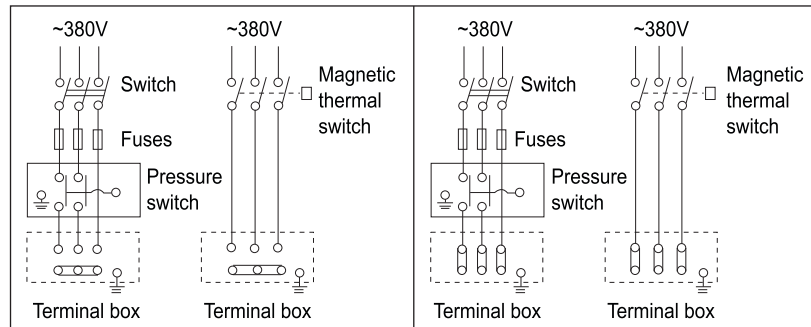 ~380V
Switch
Fuses
Pressure
switch
Terminal box
~380V
Magnetic
thermal
switch
Terminal box
~380V
Switch
Fuses
Pressure
switch
Terminal box
~380V
Magnetic
thermal
switch
Terminal box